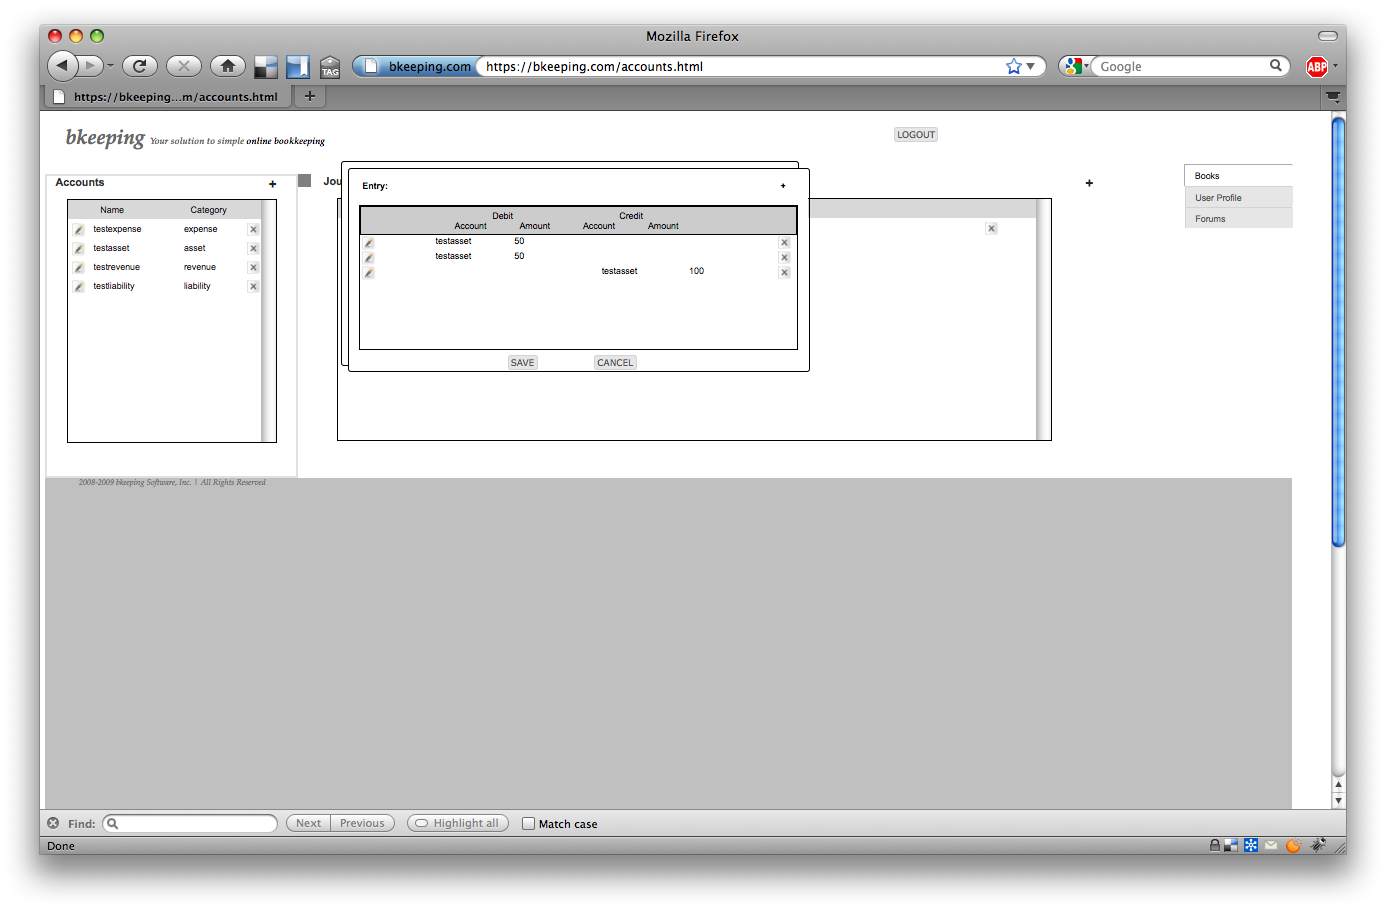 Mozilla Firefox
TAG
bkeeping.com https://bkeeping.com/accounts.html
Google
ABP
https://bkeeping...m/accounts.html
bkeeping Your solution to simple online bookkeeping
LOGOUT
Accounts +
Name Category
testexpense expense
testasset asset
testrevenue revenue
testliability liability
Jou
+
Entry: +
Debit Credit
Account Amount Account Amount
testasset 50
testasset 50
testasset 100
SAVE CANCEL
Books
User Profile
Forums
2008-2009 bkeeping Software, Inc. | All Rights Reserved
Find: Next Previous Highlight all Match case
Done